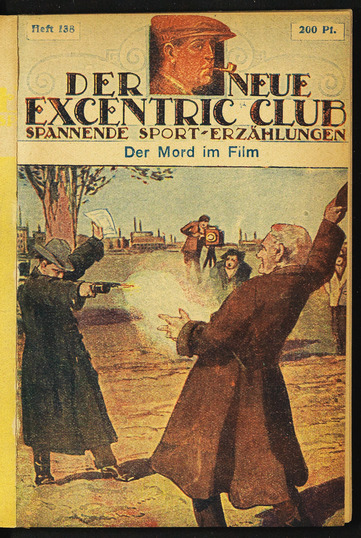 Heft 138
200 Pf.
DER NEUE
EXCENTRIC CLUB
SPANNENDE SPORT-ERZÄHLUNGEN
Der Mord im Film